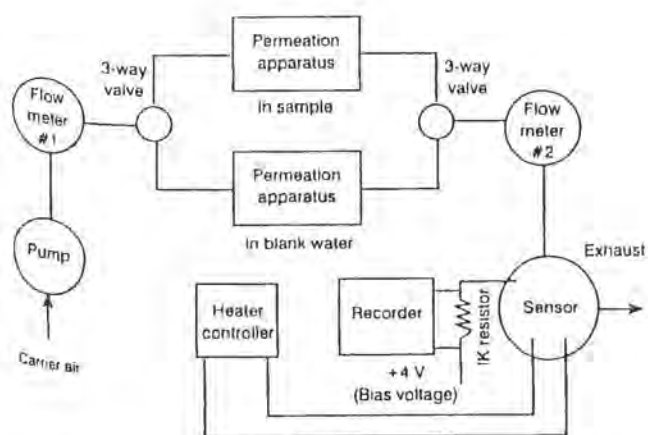 Permeation
apparatus
In sample
3-way
valve
3-way
valve
Flow
meter
#1
Flow
meter
#2
Permeation
apparatus
In blank water
Pump
Carrier air
Exhaust
Heater
controller
Recorder
1K resistor
Sensor
+4 V
(Bias voltage)